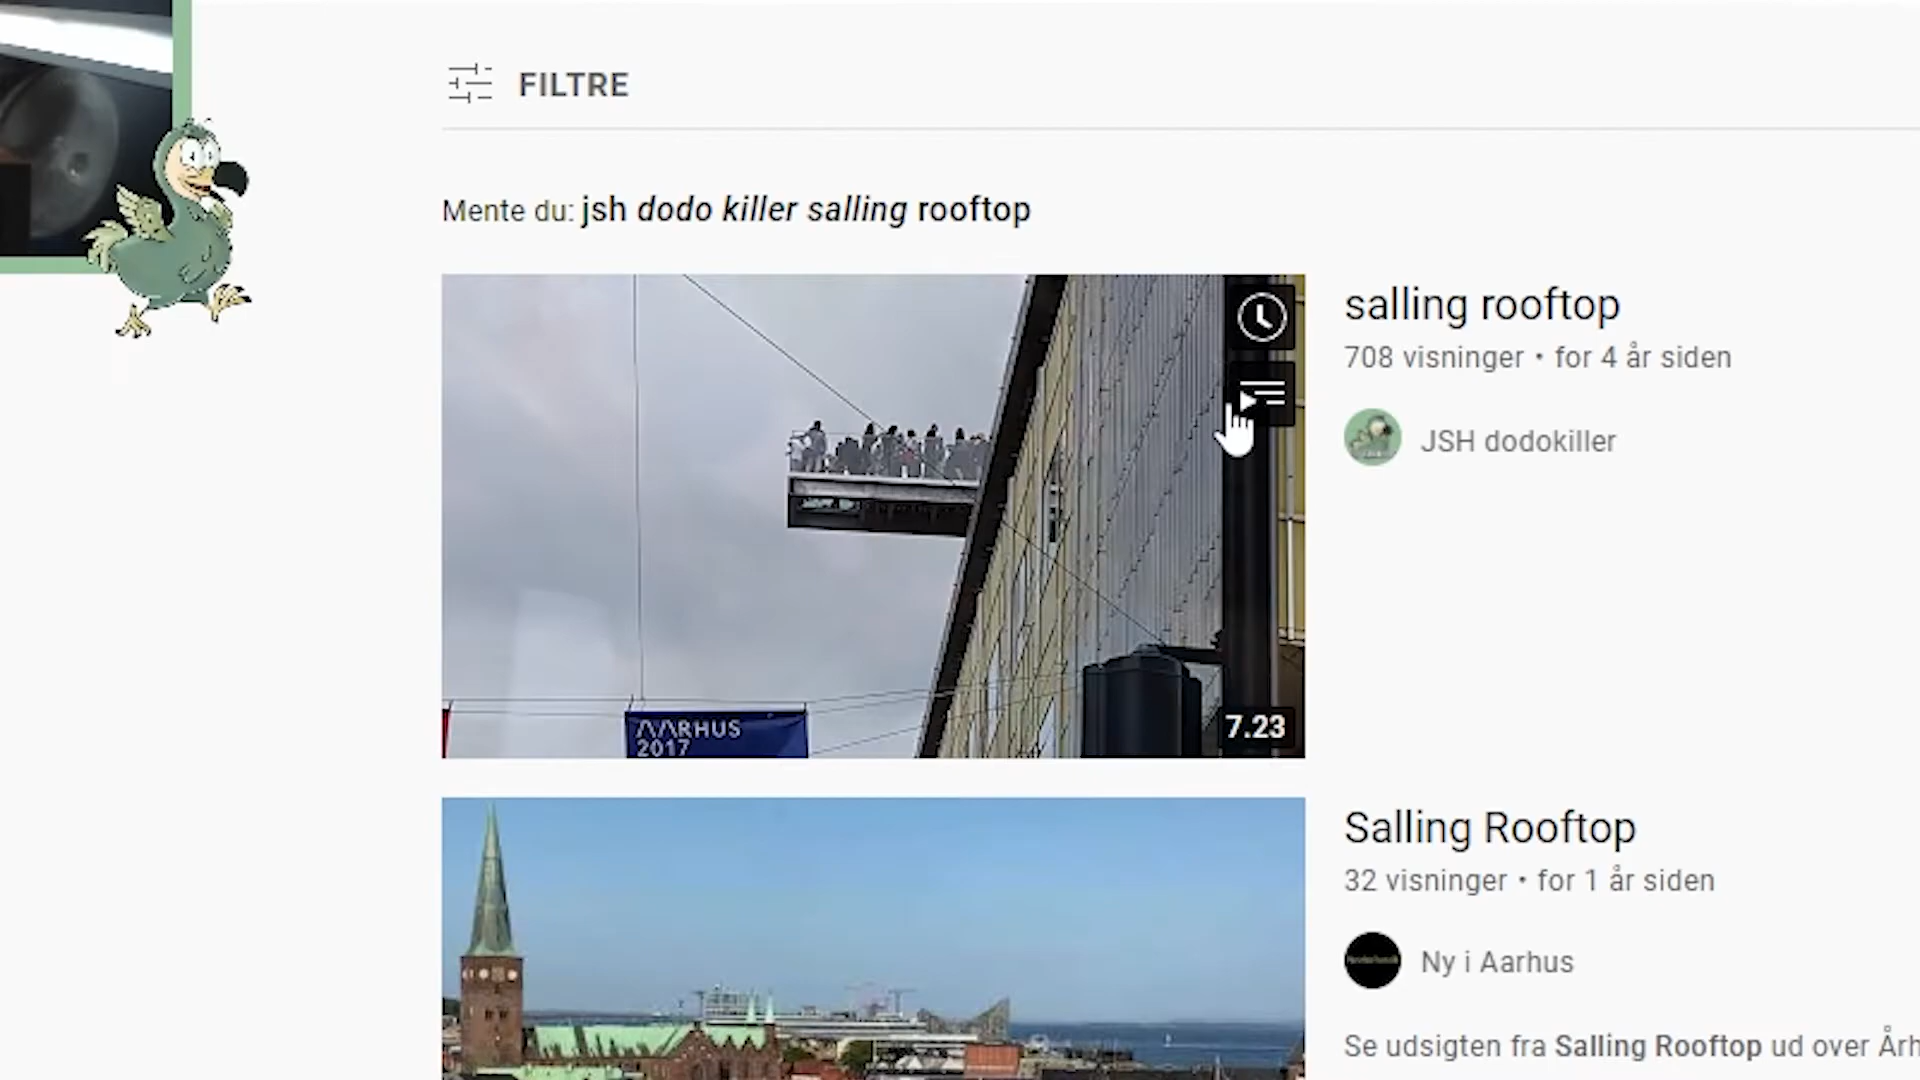 FILTRE
Mente du: jsh dodo killer salling rooftop
salling rooftop
708 visninger • for 4 år siden
JSH dodokiller
AARHUS
2017
7.23
Salling Rooftop
32 visninger • for 1 år siden
Ny i Aarhus
Se udsigten fra Salling Rooftop ud over